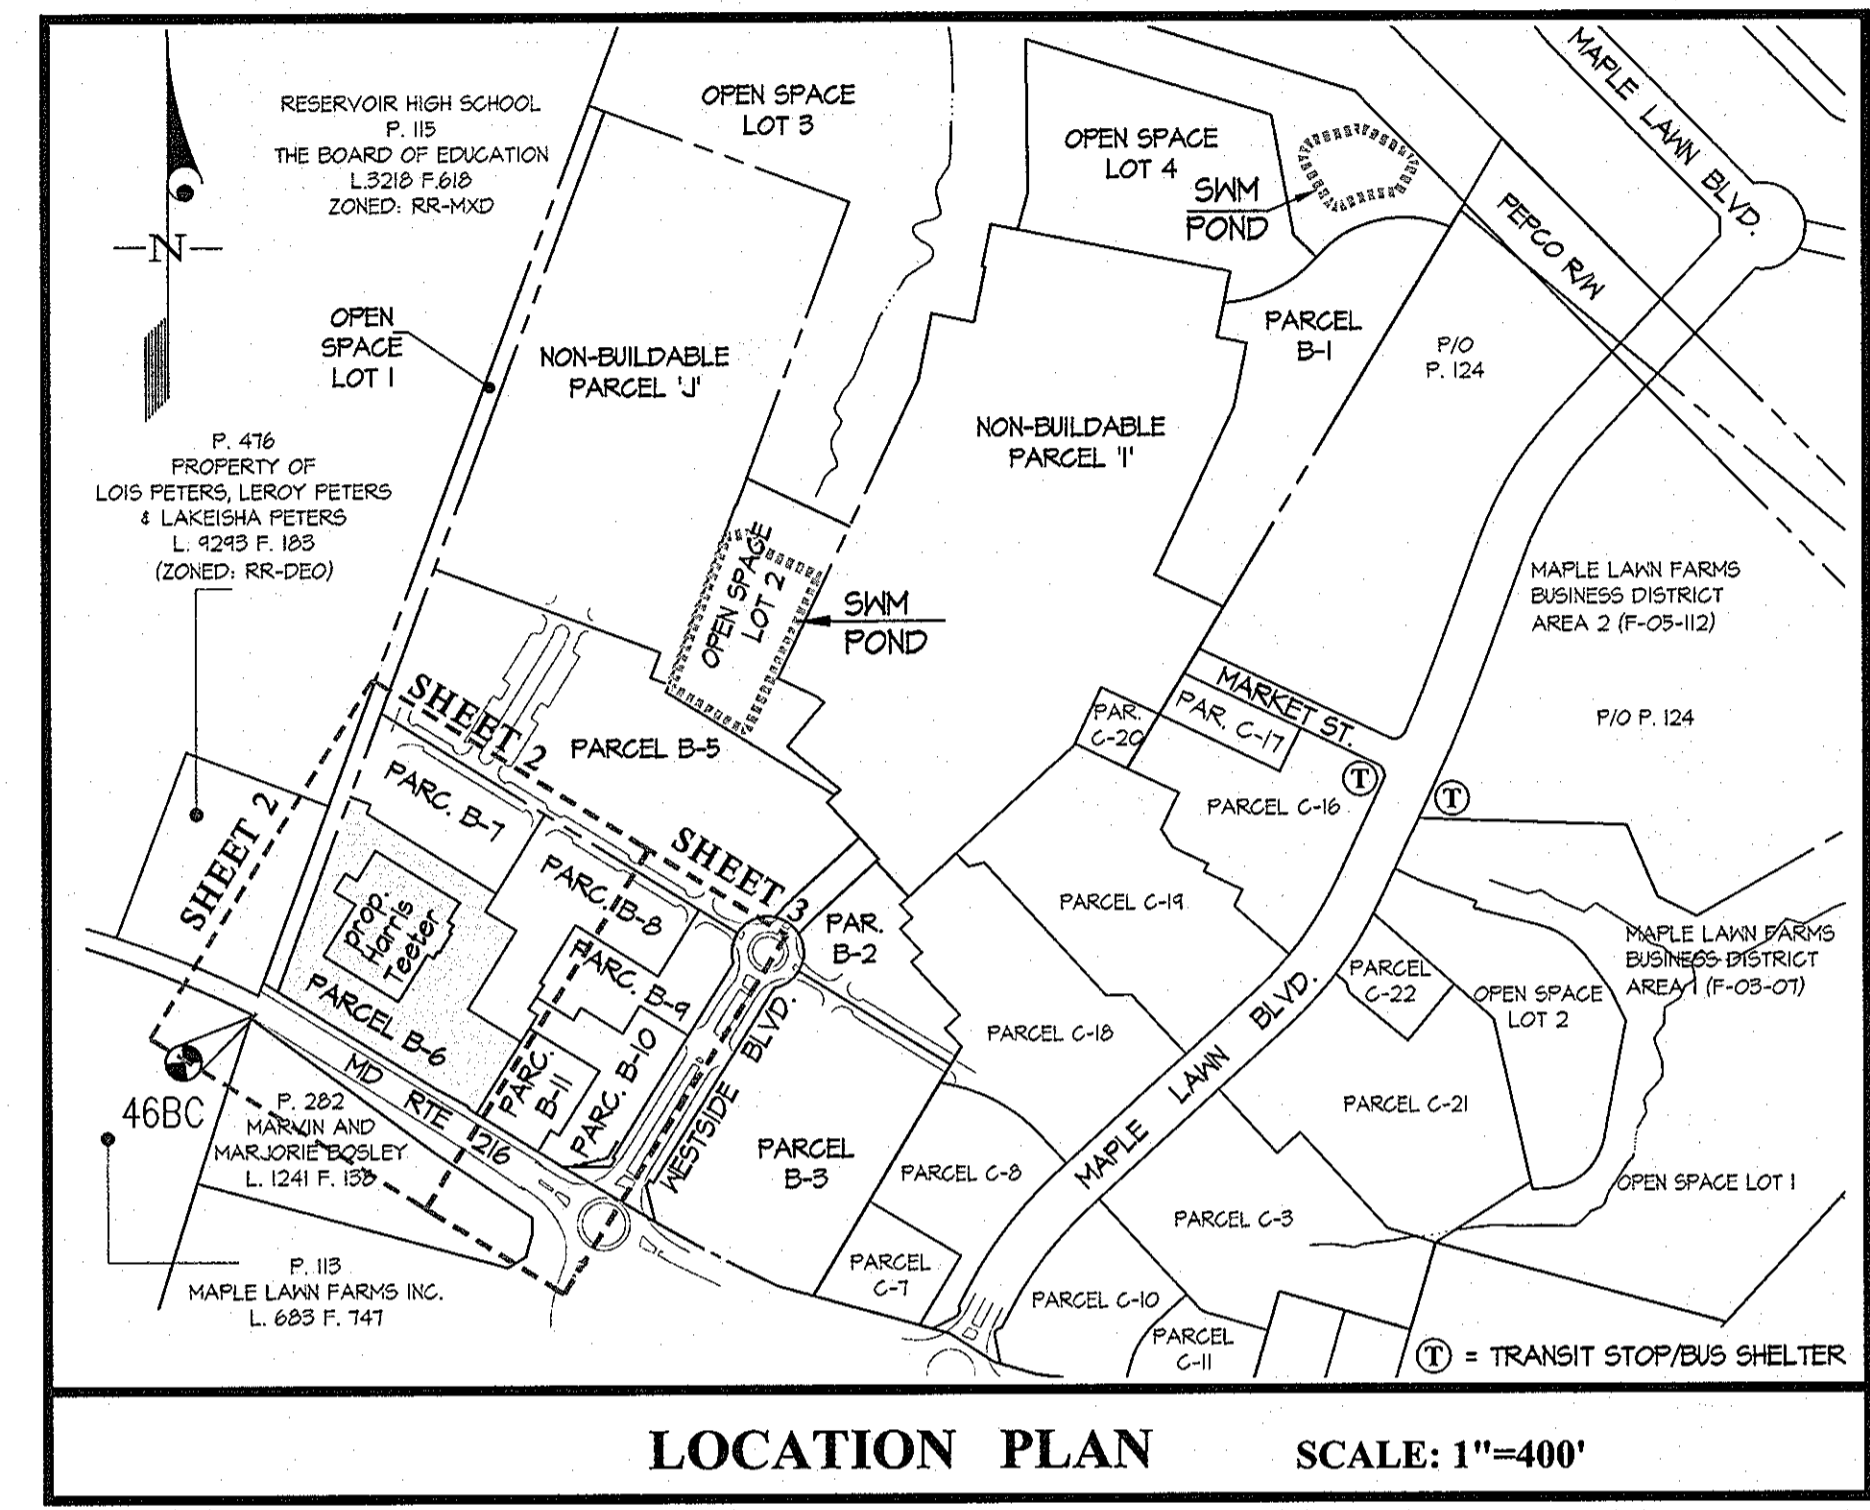 RESERVOIR HIGH SCHOOL
P. 115
THE BOARD OF EDUCATION
L.3218 F.618
ZONED: RR-MXD
N
OPEN SPACE
LOT 3
OPEN SPACE
LOT 4
SWM
POND
MAPLE LAWN BLVD.
PEPCO R/W
OPEN
SPACE
LOT 1
NON-BUILDABLE
PARCEL 'J'
PARCEL
B-1
P/O
P. 124
NON-BUILDABLE
PARCEL 'I'
P. 476
PROPERTY OF
LOIS PETERS, LEROY PETERS
& LAKEISHA PETERS
L. 9293 F. 183
(ZONED: RR-DEO)
OPEN SPACE
LOT 2
SWM
POND
MAPLE LAWN FARMS
BUSINESS DISTRICT
AREA 2 (F-05-112)
P/O P. 124
MARKET ST.
PAR.
C-20
PAR. C-17
T
T
PARCEL C-16
SHEET 2
PARCEL B-5
SHEET 2
PARC. B-7
SHEET 3
PARC. B-8
PARC. B-9
PARC. B-10
PARC.
B-11
prop.
Harris
Teeter
PARCEL B-6
PAR.
B-2
PARCEL C-19
PARCEL C-18
PARCEL
C-22
OPEN SPACE
LOT 2
MAPLE LAWN FARMS
BUSINESS DISTRICT
AREA 1 (F-03-07)
MD RTE 216
WESTSIDE BLVD.
MAPLE LAWN BLVD.
46BC
P. 282
MARVIN AND
MARJORIE BOSLEY
L. 1241 F. 138
PARCEL
B-3
PARCEL C-8
PARCEL C-21
PARCEL C-3
OPEN SPACE LOT 1
P. 113
MAPLE LAWN FARMS INC.
L. 683 F. 747
PARCEL
C-7
PARCEL C-10
PARCEL
C-11
T = TRANSIT STOP/BUS SHELTER
LOCATION PLAN
SCALE: 1"=400'